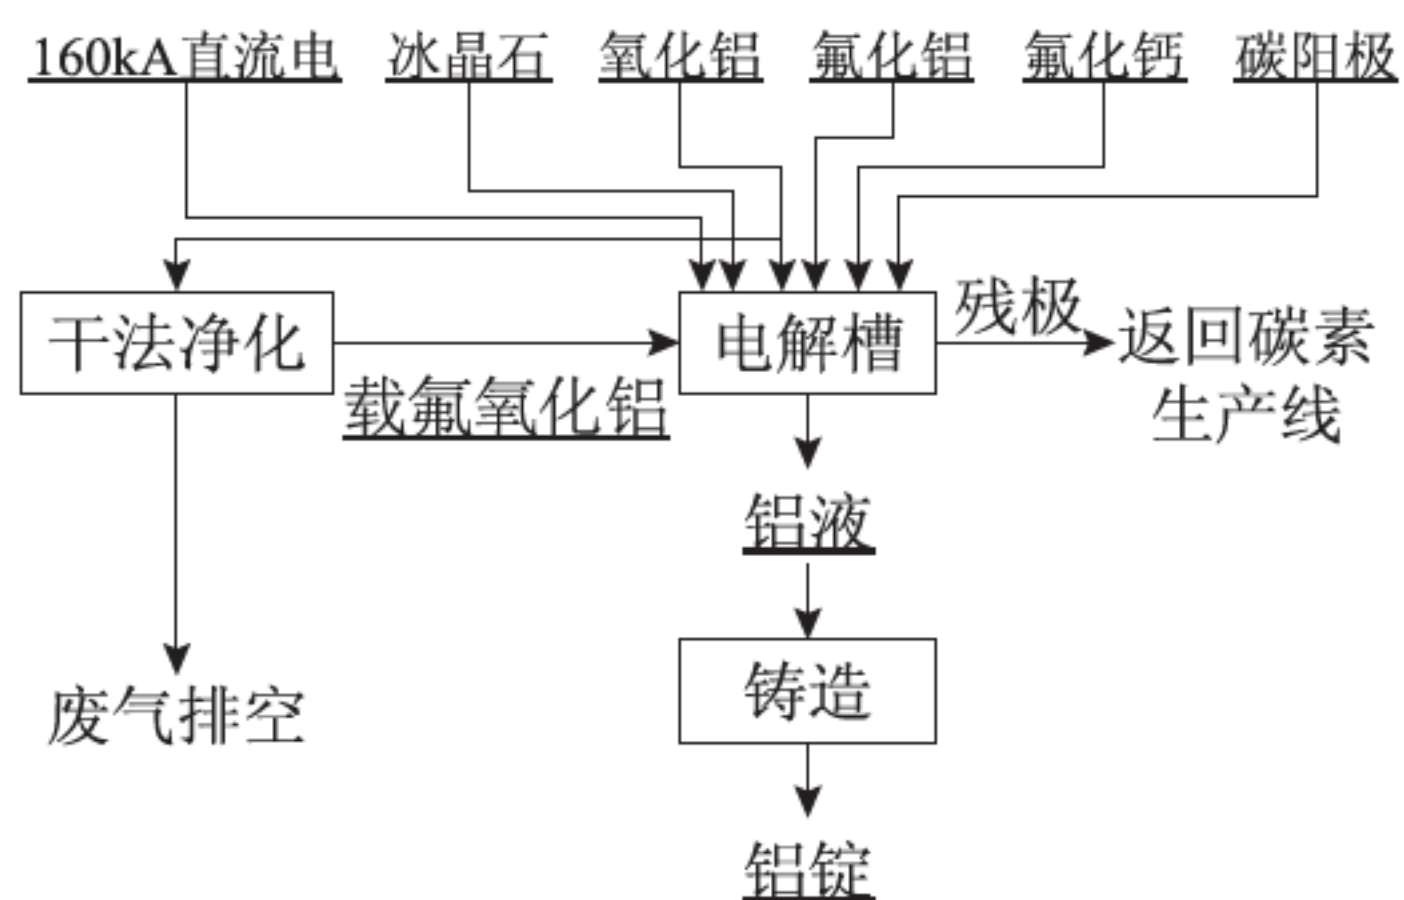 160kA直流电
冰晶石
氧化铝
氟化铝
氟化钙
碳阳极
干法净化
载氟氧化铝
电解槽
残极
返回碳素
生产线
铝液
废气排空
铸造
铝锭